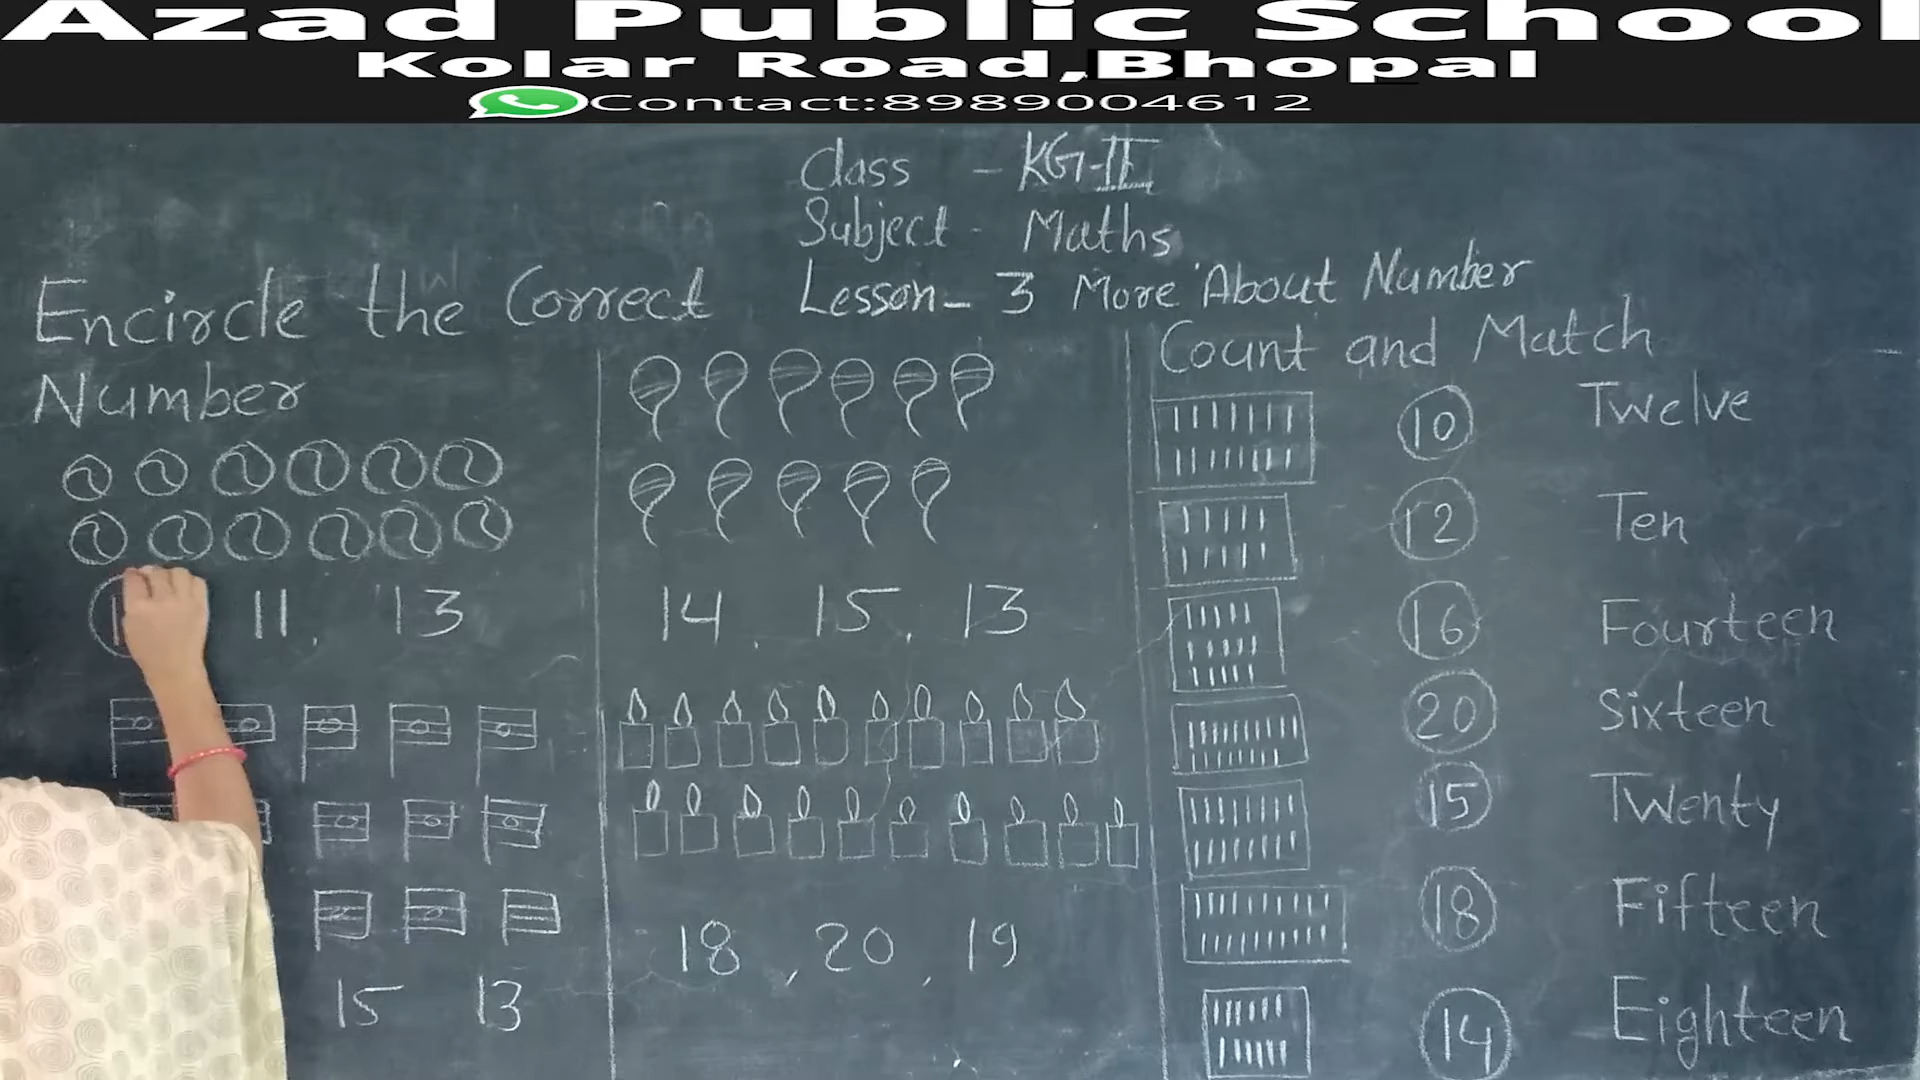 Azad Public School
Kolar Road,Bhopal
Contact:8989004612
Class - KG-II
Subject - Maths
Lesson - 3 More About Number
Encircle the Correct
Number
11, 13
15 13
14, 15, 13
18, 20, 19
Count and Match
10 Twelve
12 Ten
16 Fourteen
20 Sixteen
15 Twenty
18 Fifteen
14 Eighteen